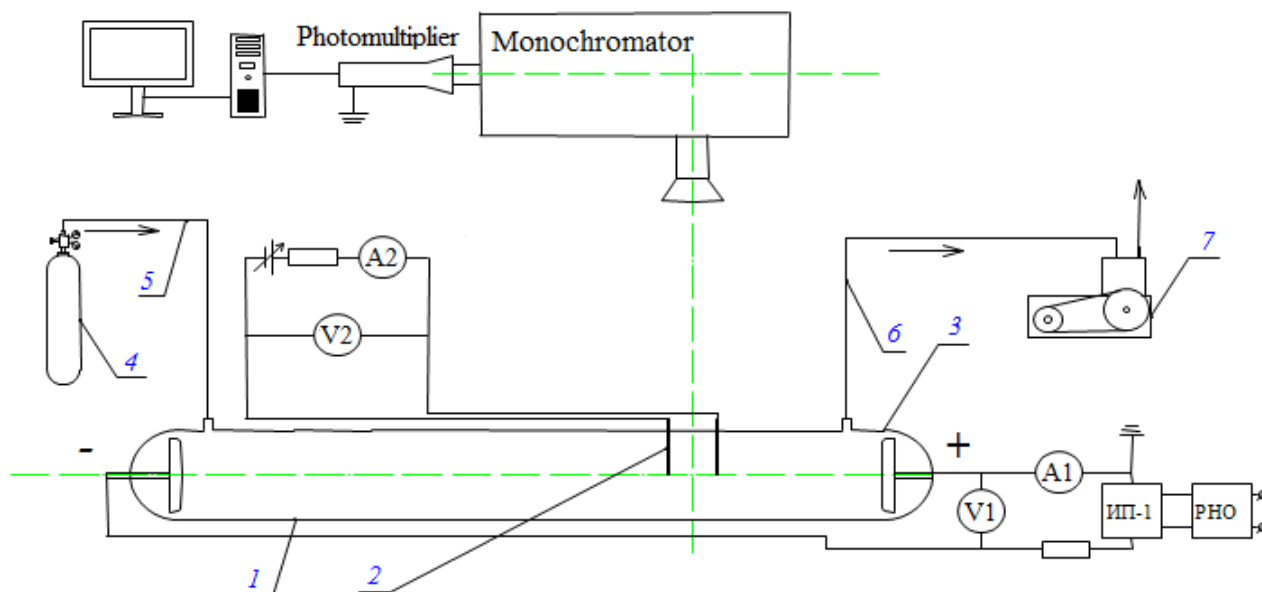 Photomultiplier
Monochromator
A2
V2
5
4
6
3
7
-
+
A1
V1
ИП-1
РНО
1
2